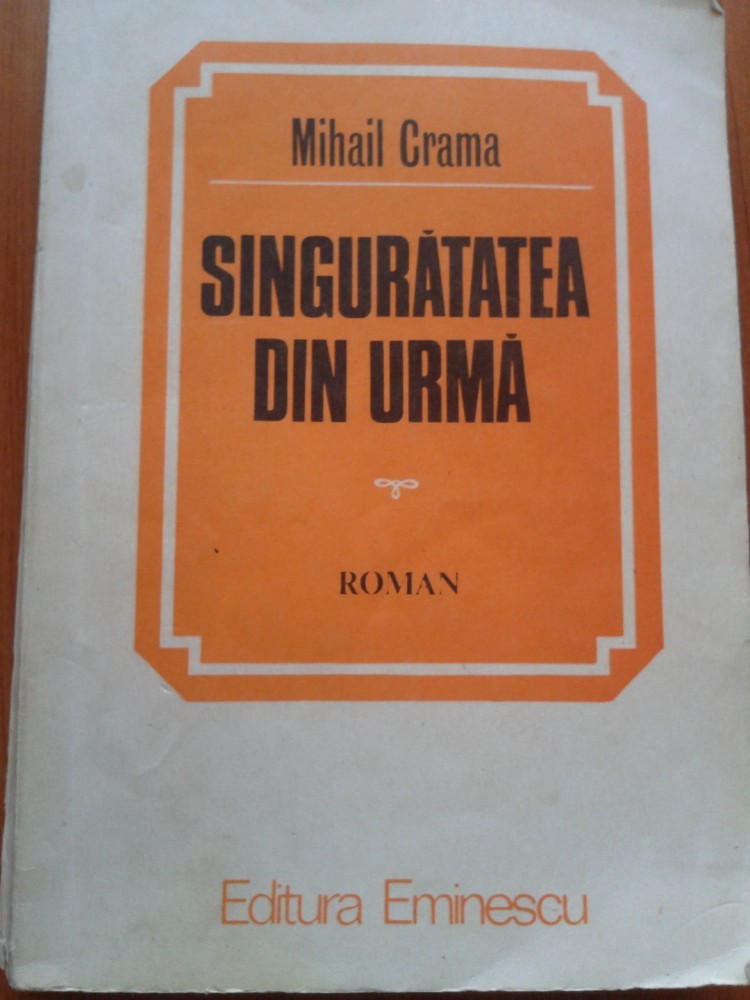 Mihail Crama
SINGURĂTATEA
DIN URMĂ
ROMAN
Editura Eminescu